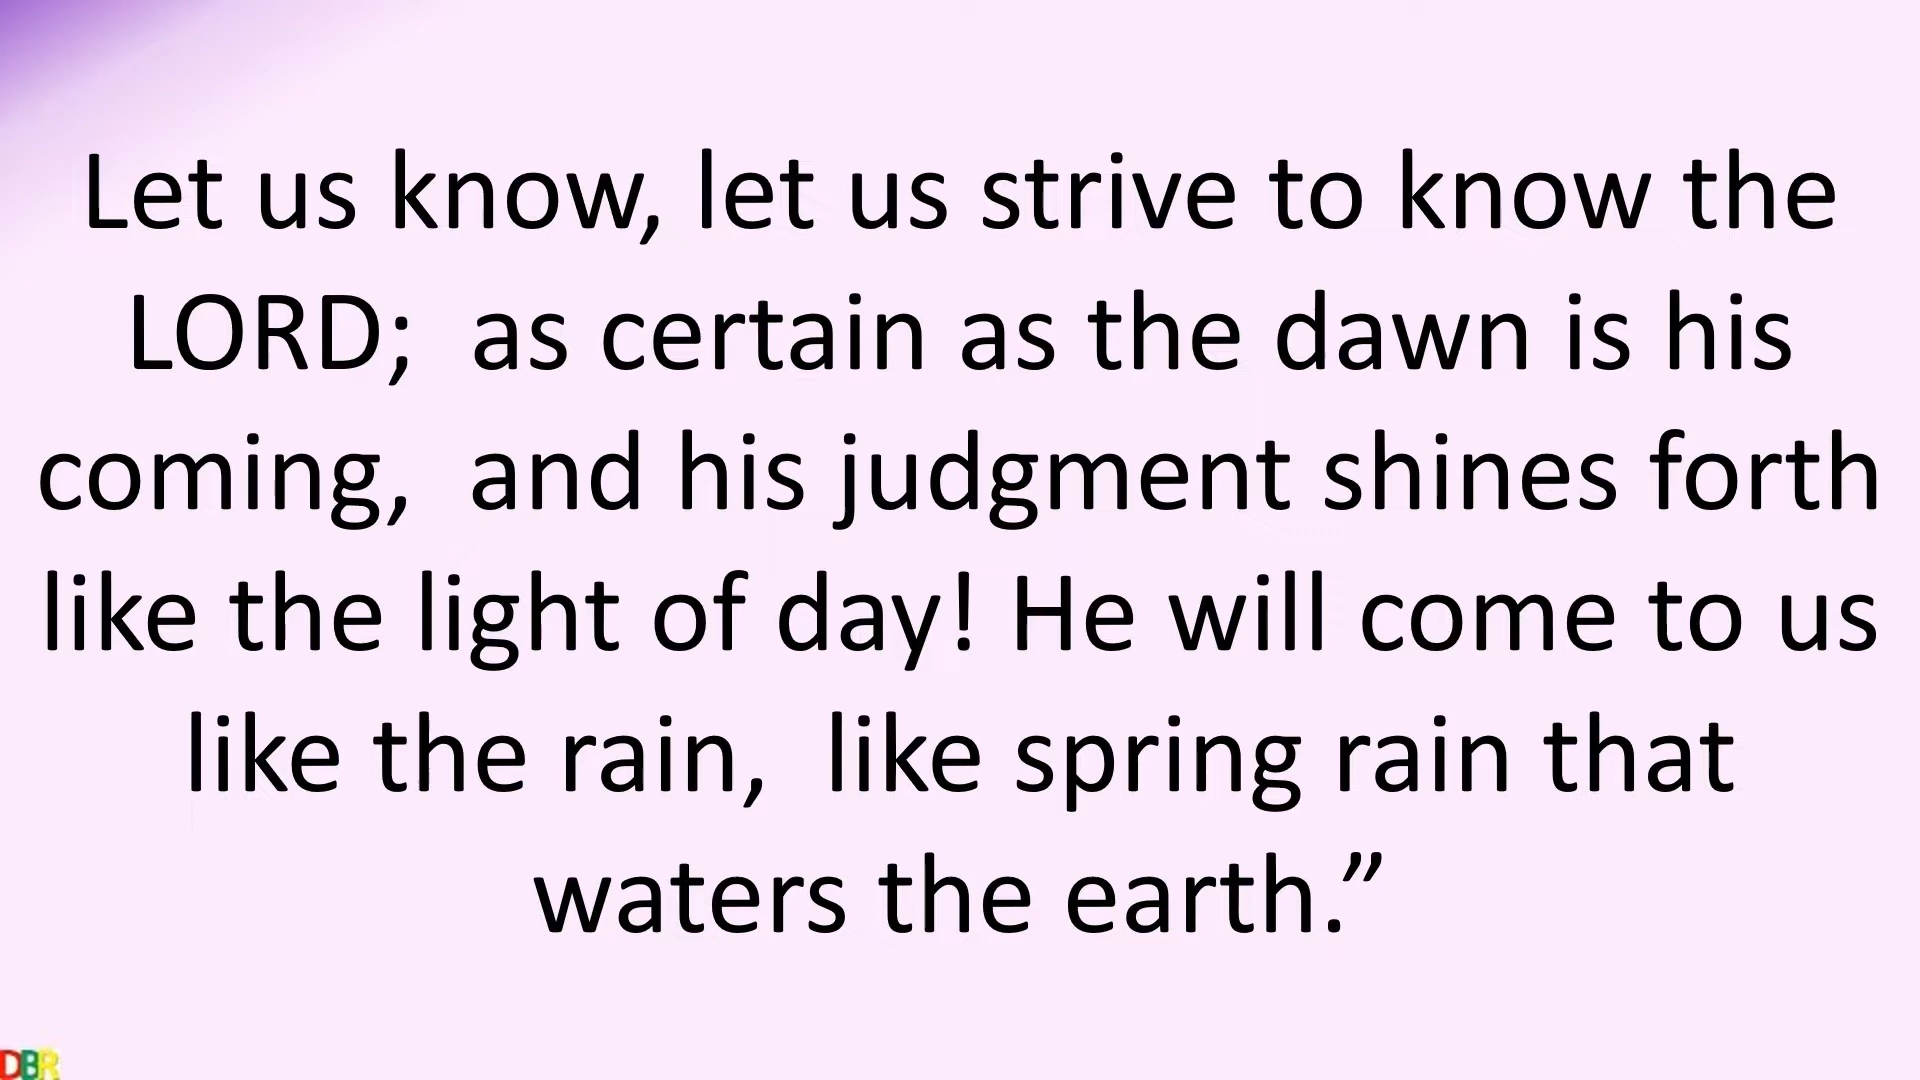 Let us know, let us strive to know the
LORD;  as certain as the dawn is his
coming,  and his judgment shines forth
like the light of day! He will come to us
like the rain,  like spring rain that
waters the earth.”
DBR